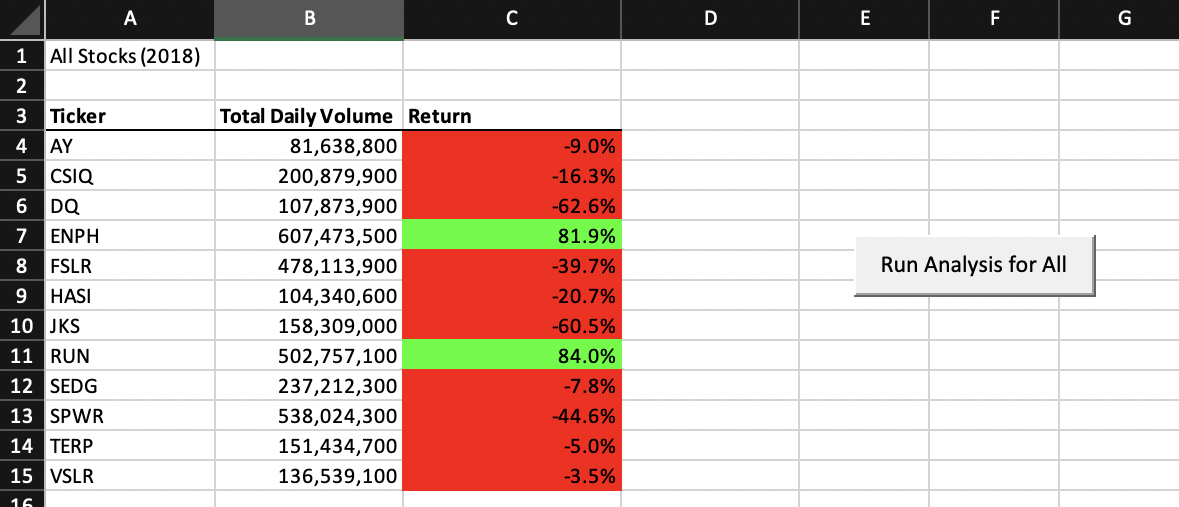 A B C D E F G
1 All Stocks (2018)
2
3 Ticker Total Daily Volume Return
4 AY 81,638,800 -9.0%
5 CSIQ 200,879,900 -16.3%
6 DQ 107,873,900 -62.6%
7 ENPH 607,473,500 81.9%
8 FSLR 478,113,900 -39.7% Run Analysis for All
9 HASI 104,340,600 -20.7%
10 JKS 158,309,000 -60.5%
11 RUN 502,757,100 84.0%
12 SEDG 237,212,300 -7.8%
13 SPWR 538,024,300 -44.6%
14 TERP 151,434,700 -5.0%
15 VSLR 136,539,100 -3.5%
16